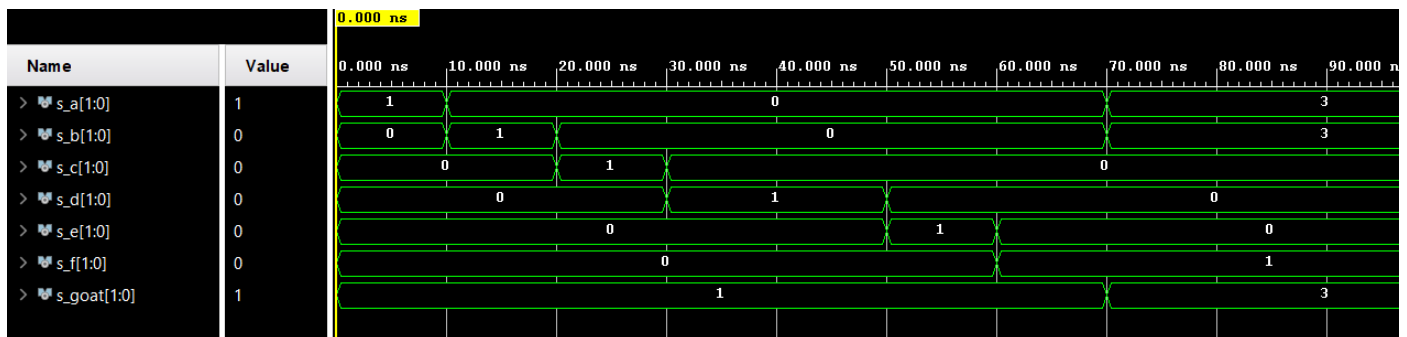 0.000 ns
Name Value 0.000 ns 10.000 ns 20.000 ns 30.000 ns 40.000 ns 50.000 ns 60.000 ns 70.000 ns 80.000 ns 90.000 n
s_a[1:0] 1 1 0 3
s_b[1:0] 0 0 1 0 3
s_c[1:0] 0 0 1 0
s_d[1:0] 0 0 1 0
s_e[1:0] 0 0 1 0
s_f[1:0] 0 0 1
s_goat[1:0] 1 1 3